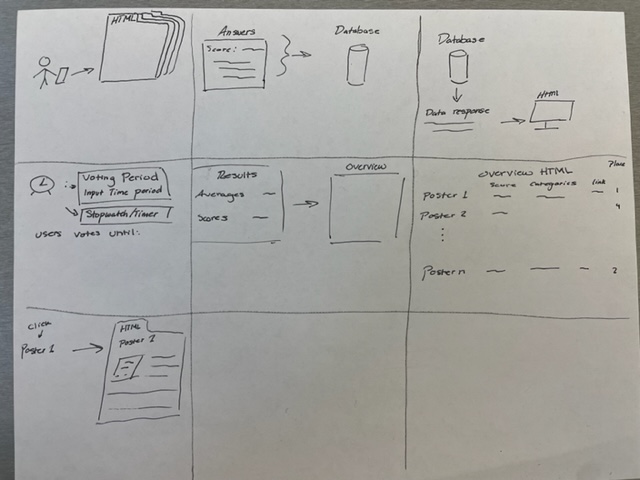 HTML
Answers
Score:
Database
Database
Data response
HTML
Voting Period
Input Time period
Stopwatch/timer
users votes until:
Results
Averages
Scores
Overview
Overview HTML
Place
Score categories link
Poster 1 1
Poster 2 4
Poster n 2
click
Poster 1
HTML
Poster 1